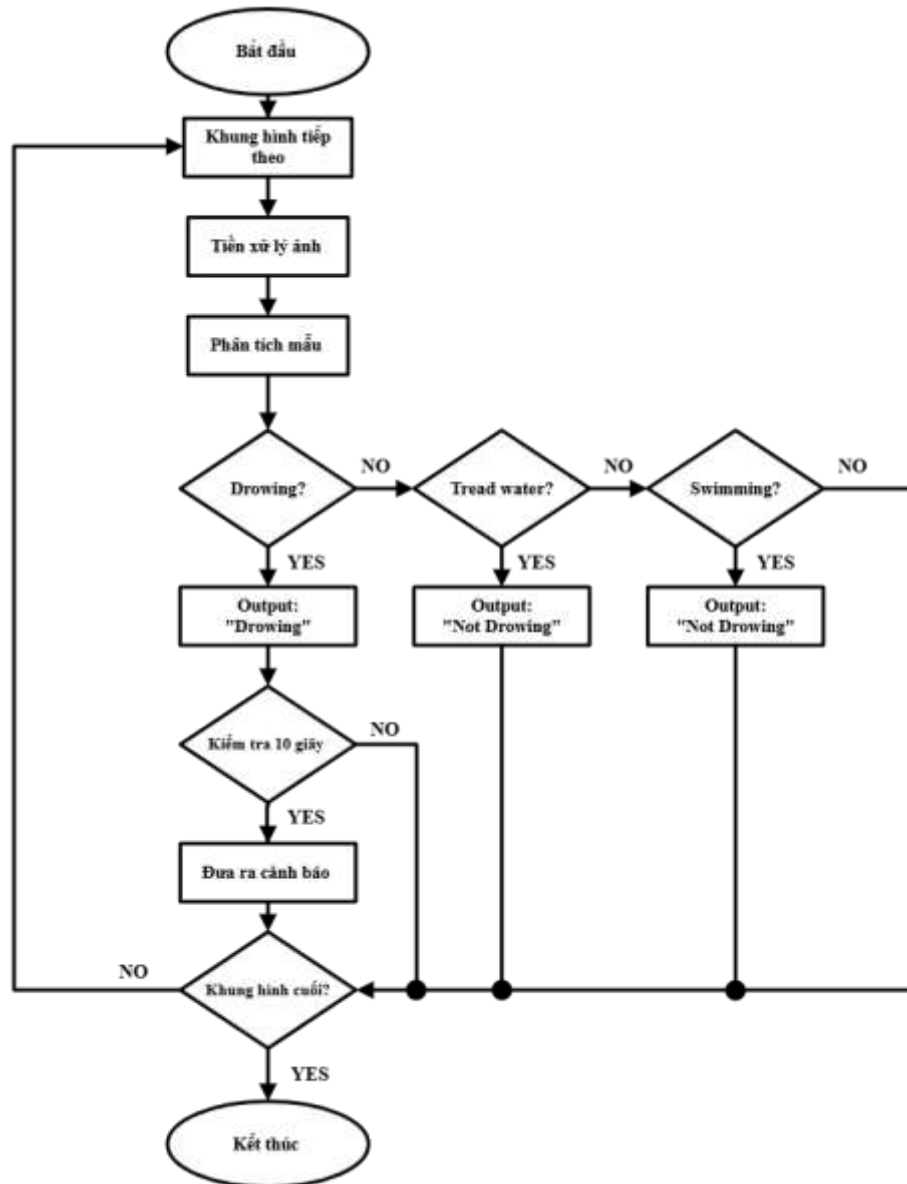 Bắt đầu
Khung hình tiếp
theo
Tiền xử lý ảnh
Phân tích mẫu
Drowing?
NO
Tread water?
NO
Swimming?
NO
YES
YES
YES
Output:
"Drowing"
Output:
"Not Drowing"
Output:
"Not Drowing"
Kiểm tra 10 giây
NO
YES
Đưa ra cảnh báo
NO
Khung hình cuối?
YES
Kết thúc